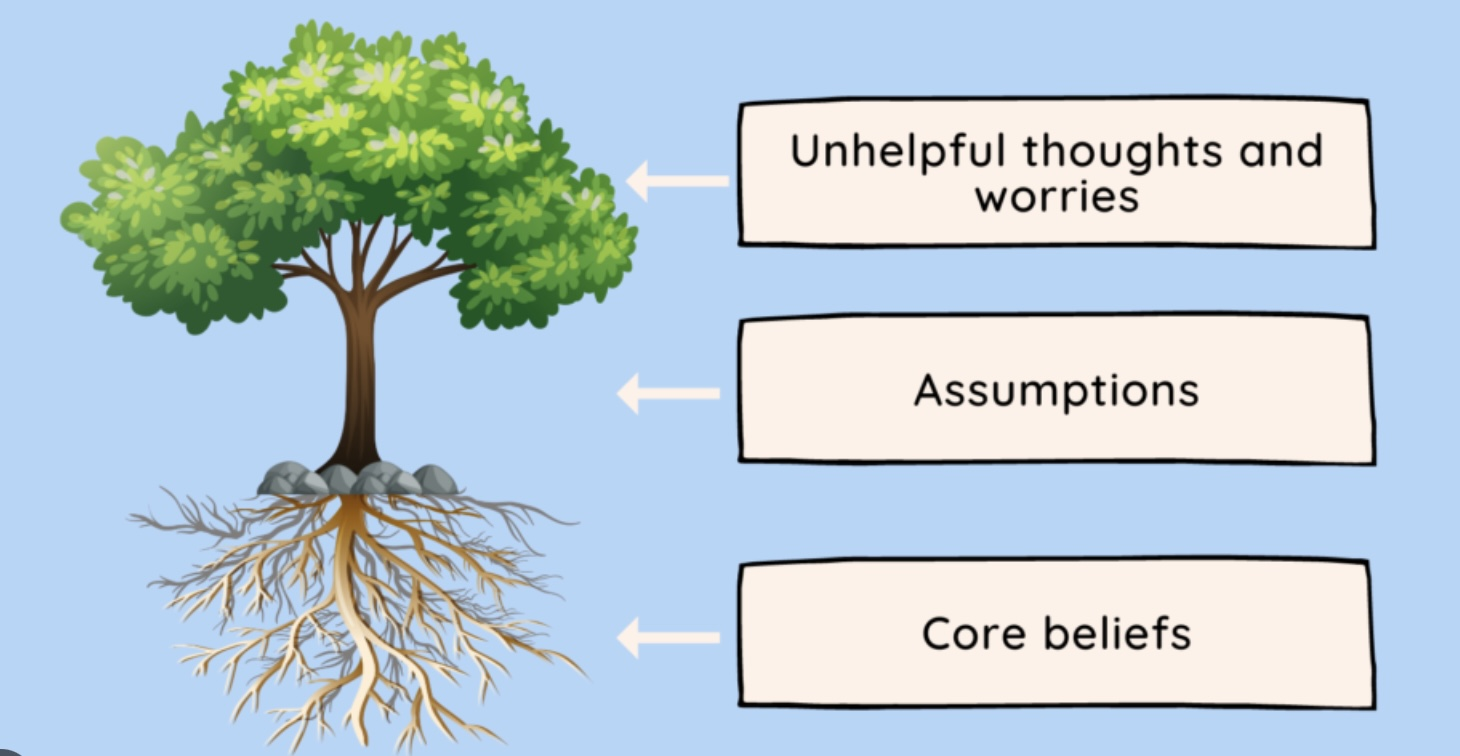 Unhelpful thoughts and
worries
Assumptions
Core beliefs